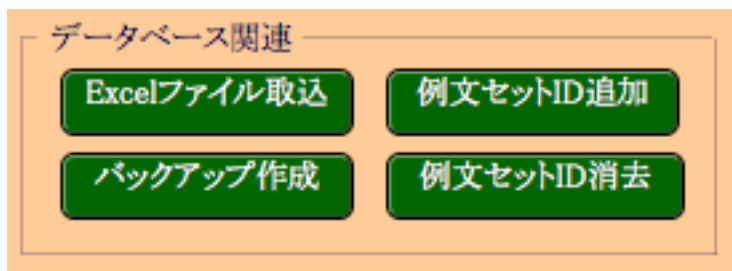 データベース関連
Excelファイル取込
例文セットID追加
バックアップ作成
例文セットID消去